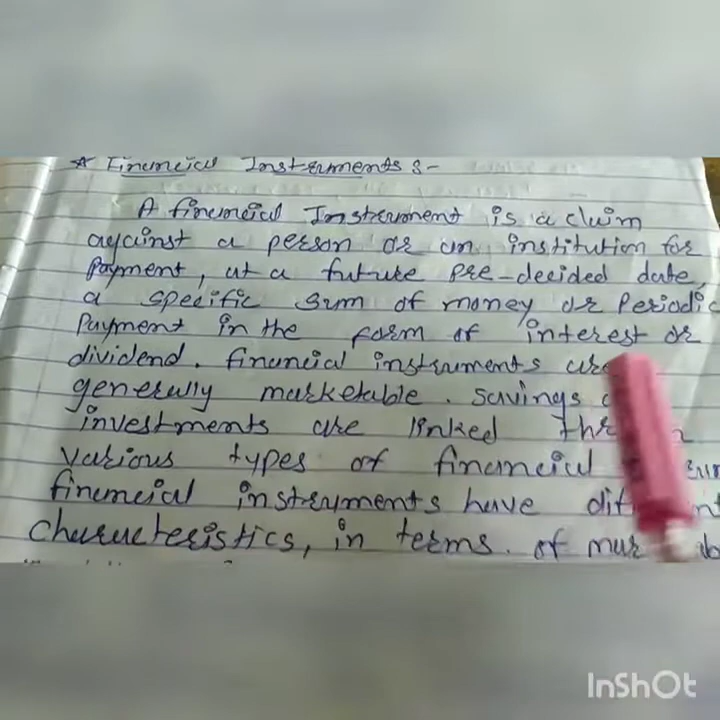 * Financial Instruments :-
A financial Instrument is a claim
against a person or an institution for
Payment, at a future pre-decided date,
a specific sum of money or Periodic
Payment in the form of interest or
dividend. financial instruments are
generally marketable. savings
investments are linked
various types of financial
financial instruments have
characteristics, in terms. of
InShOt